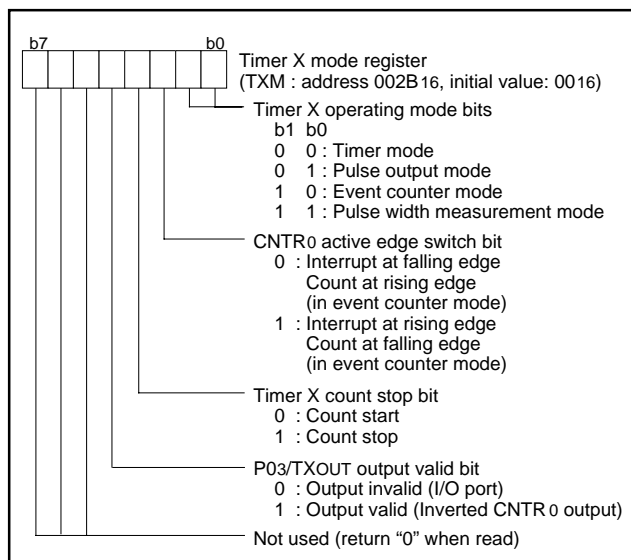 b7 b0
Timer X mode register
(TXM : address 002B16, initial value: 0016)
Timer X operating mode bits
b1 b0
0 0 : Timer mode
0 1 : Pulse output mode
1 0 : Event counter mode
1 1 : Pulse width measurement mode
CNTR0 active edge switch bit
0 : Interrupt at falling edge
Count at rising edge
(in event counter mode)
1 : Interrupt at rising edge
Count at falling edge
(in event counter mode)
Timer X count stop bit
0 : Count start
1 : Count stop
P03/TXOUT output valid bit
0 : Output invalid (I/O port)
1 : Output valid (Inverted CNTR0 output)
Not used (return “0” when read)